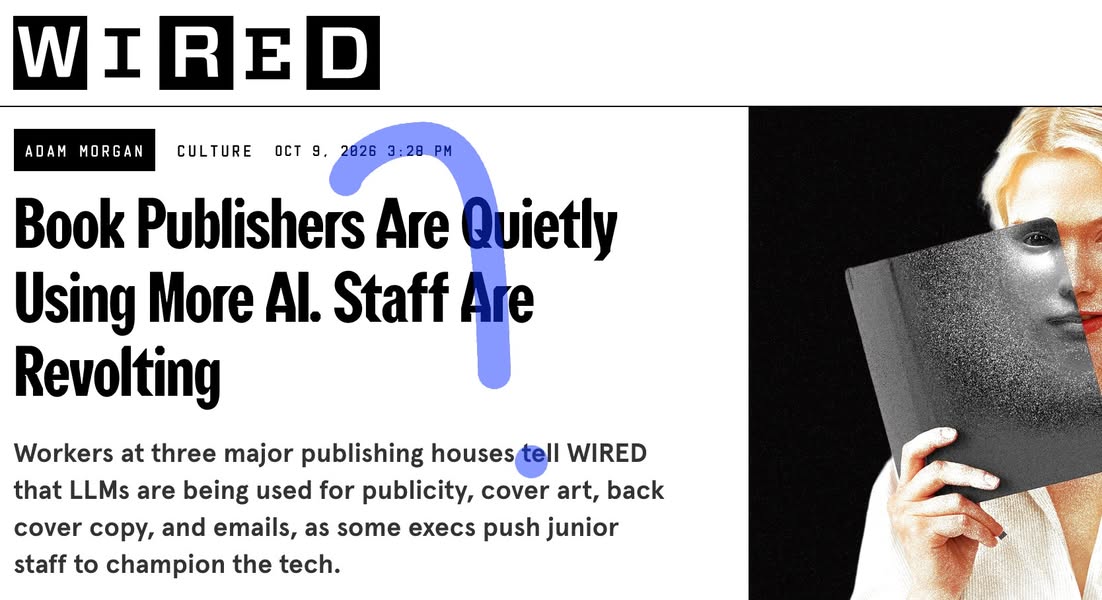 WIRED
ADAM MORGAN CULTURE OCT 9, 2026 3:28 PM
Book Publishers Are Quietly
Using More AI. Staff Are
Revolting
Workers at three major publishing houses tell WIRED
that LLMs are being used for publicity, cover art, back
cover copy, and emails, as some execs push junior
staff to champion the tech.